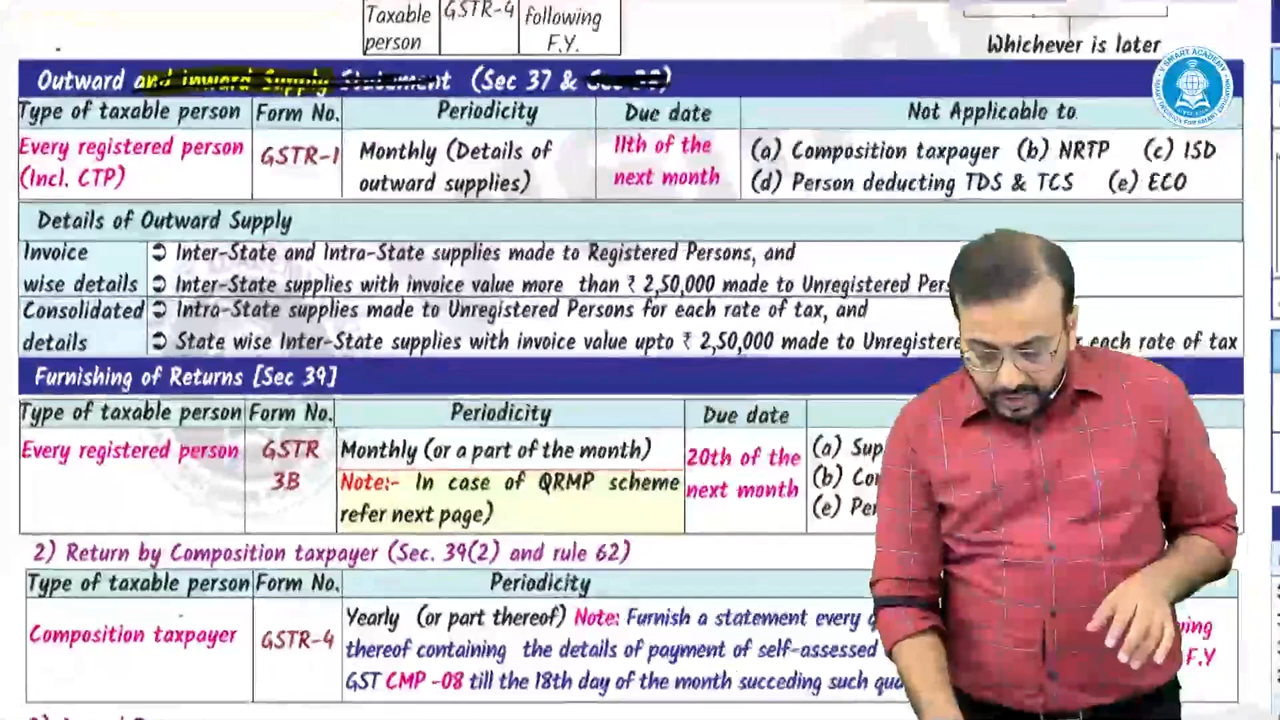 Taxable GSTR-4 following
person F.Y.
Whichever is later
Outward and inward Supply Statement (Sec 37 &
Type of taxable person Form No. Periodicity Due date Not Applicable to
Every registered person GSTR-1 Monthly (Details of 11th of the (a) Composition taxpayer (b) NRTP (c) ISD
(Incl. CTP) outward supplies) next month (d) Person deducting TDS & TCS (e) ECO
Details of Outward Supply
Invoice ➲ Inter-State and Intra-State supplies made to Registered Persons, and
wise details ➲ Inter-State supplies with invoice value more than ₹ 2,50,000 made to Unregistered Pers
Consolidated ➲ Intra-State supplies made to Unregistered Persons for each rate of tax, and
details ➲ State wise Inter-State supplies with invoice value upto ₹ 2,50,000 made to Unregistere each rate of tax
Furnishing of Returns [Sec 39]
Type of taxable person Form No. Periodicity Due date
Every registered person GSTR Monthly (or a part of the month) 20th of the (a) Sup
3B Note:- In case of QRMP scheme next month (b) Co
refer next page) (e) Per
2) Return by Composition taxpayer (Sec. 39(2) and rule 62)
Type of taxable person Form No. Periodicity
Composition taxpayer GSTR-4 Yearly (or part thereof) Note: Furnish a statement every
thereof containing the details of payment of self-assessed F.Y
GST CMP -08 till the 18th day of the month succeding such qua